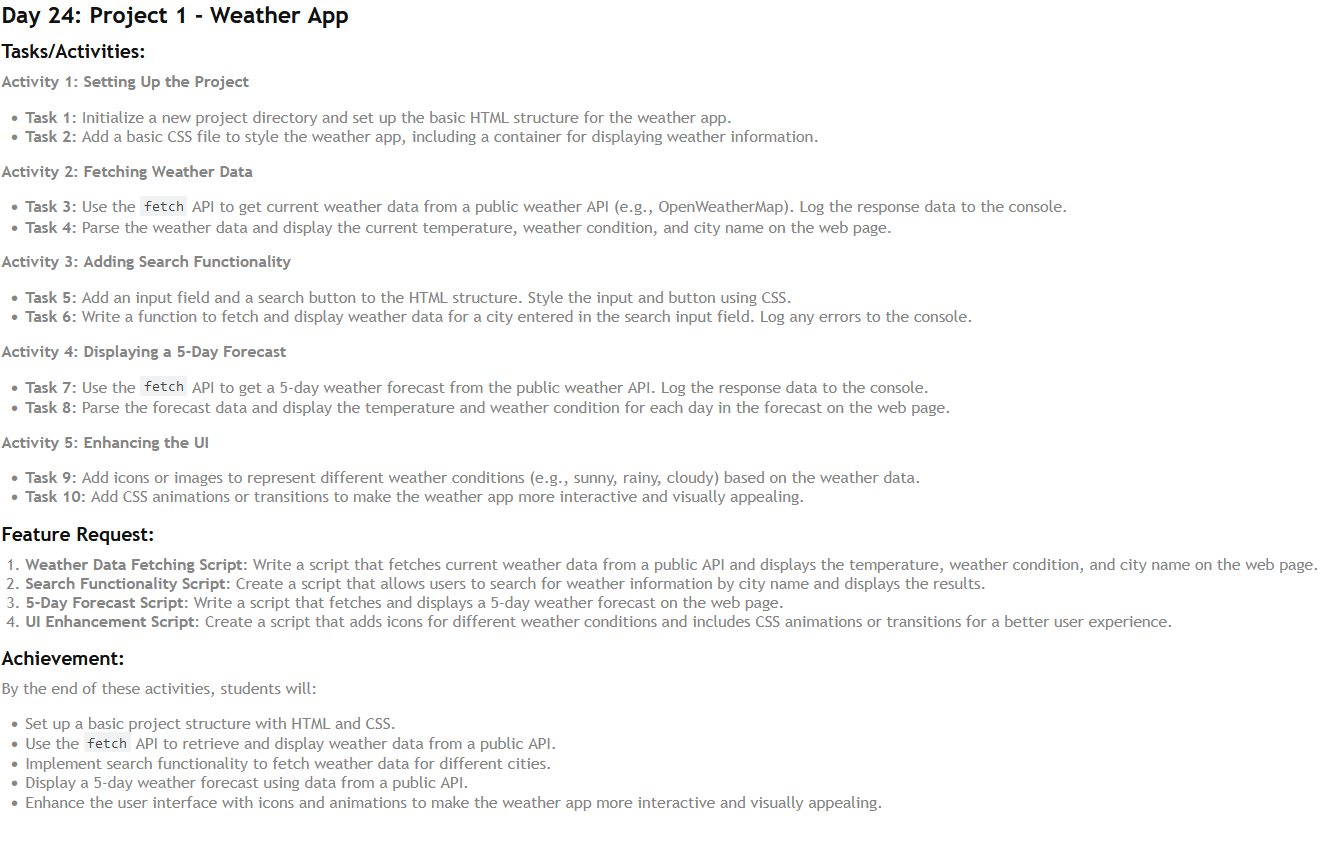 Day 24: Project 1 - Weather App
Tasks/Activities:
Activity 1: Setting Up the Project
• Task 1: Initialize a new project directory and set up the basic HTML structure for the weather app.
• Task 2: Add a basic CSS file to style the weather app, including a container for displaying weather information.
Activity 2: Fetching Weather Data
• Task 3: Use the fetch API to get current weather data from a public weather API (e.g., OpenWeatherMap). Log the response data to the console.
• Task 4: Parse the weather data and display the current temperature, weather condition, and city name on the web page.
Activity 3: Adding Search Functionality
• Task 5: Add an input field and a search button to the HTML structure. Style the input and button using CSS.
• Task 6: Write a function to fetch and display weather data for a city entered in the search input field. Log any errors to the console.
Activity 4: Displaying a 5-Day Forecast
• Task 7: Use the fetch API to get a 5-day weather forecast from the public weather API. Log the response data to the console.
• Task 8: Parse the forecast data and display the temperature and weather condition for each day in the forecast on the web page.
Activity 5: Enhancing the UI
• Task 9: Add icons or images to represent different weather conditions (e.g., sunny, rainy, cloudy) based on the weather data.
• Task 10: Add CSS animations or transitions to make the weather app more interactive and visually appealing.
Feature Request:
1. Weather Data Fetching Script: Write a script that fetches current weather data from a public API and displays the temperature, weather condition, and city name on the web page.
2. Search Functionality Script: Create a script that allows users to search for weather information by city name and displays the results.
3. 5-Day Forecast Script: Write a script that fetches and displays a 5-day weather forecast on the web page.
4. UI Enhancement Script: Create a script that adds icons for different weather conditions and includes CSS animations or transitions for a better user experience.
Achievement:
By the end of these activities, students will:
• Set up a basic project structure with HTML and CSS.
• Use the fetch API to retrieve and display weather data from a public API.
• Implement search functionality to fetch weather data for different cities.
• Display a 5-day weather forecast using data from a public API.
• Enhance the user interface with icons and animations to make the weather app more interactive and visually appealing.